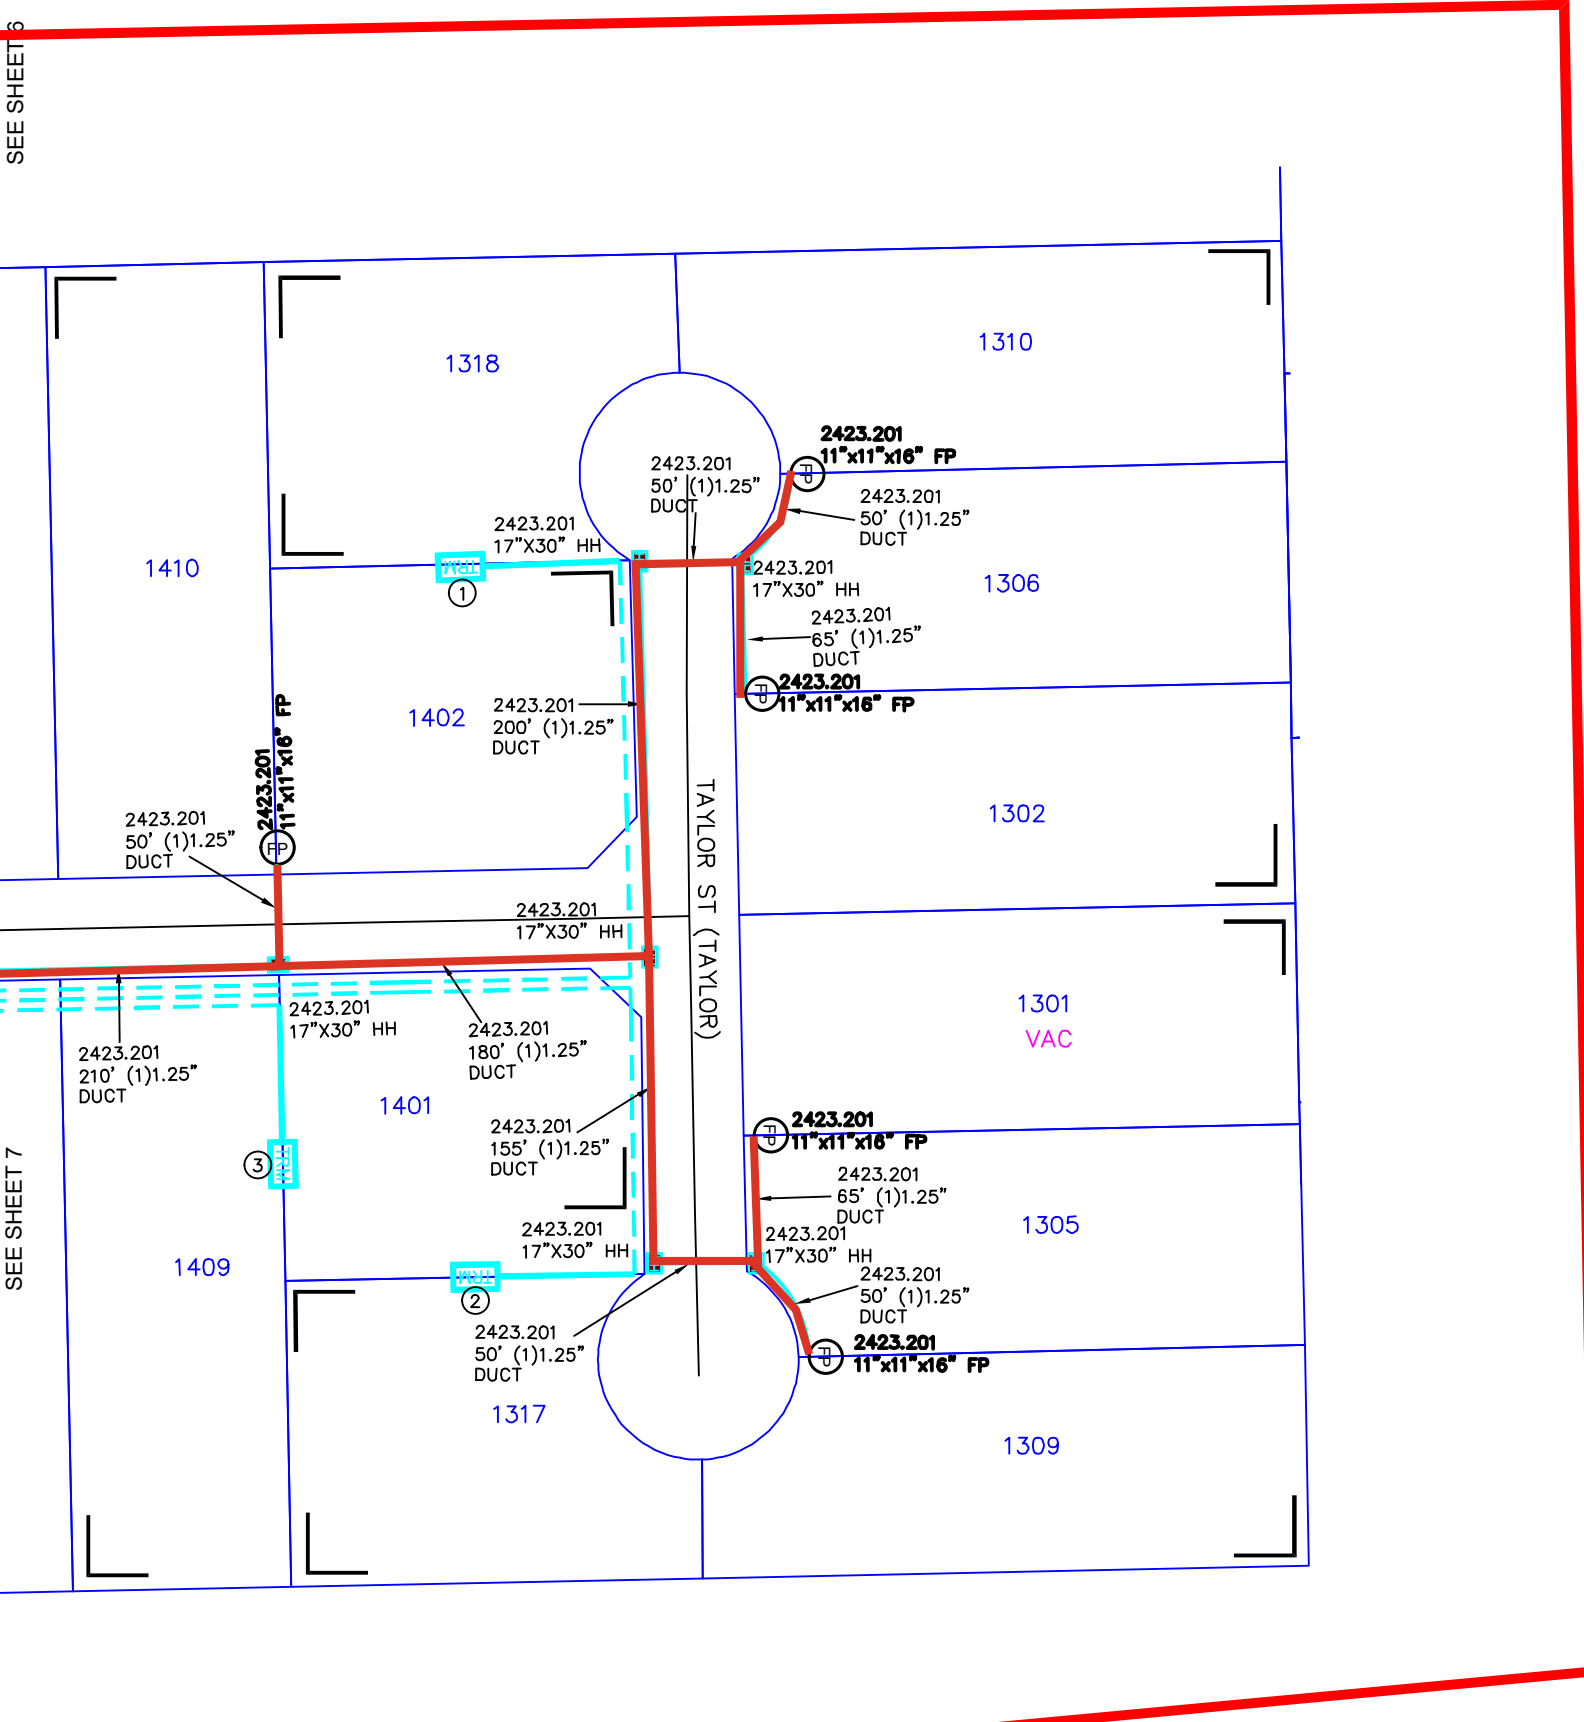 SEE SHEET 6
1318
1310
2423.201
11"x11"x16" FP
FP
2423.201
50' (1)1.25"
DUCT
2423.201
50' (1)1.25"
DUCT
2423.201
17"X30" HH
TRM
1
1410
2423.201
17"X30" HH
1306
2423.201
65' (1)1.25"
DUCT
FP
2423.201
11"x11"x16" FP
1402
2423.201
200' (1)1.25"
DUCT
2423.201
11"x11"x16" FP
FP
2423.201
50' (1)1.25"
DUCT
TAYLOR ST (TAYLOR)
1302
2423.201
17"X30" HH
1301
VAC
2423.201
17"X30" HH
2423.201
180' (1)1.25"
DUCT
2423.201
210' (1)1.25"
DUCT
1401
2423.201
155' (1)1.25"
DUCT
FP
2423.201
11"x11"x16" FP
3
TRM
SEE SHEET 7
2423.201
65' (1)1.25"
DUCT
1305
1409
2423.201
17"X30" HH
2423.201
17"X30" HH
TRM
2
2423.201
50' (1)1.25"
DUCT
2423.201
50' (1)1.25"
DUCT
FP
2423.201
11"x11"x16" FP
1317
1309